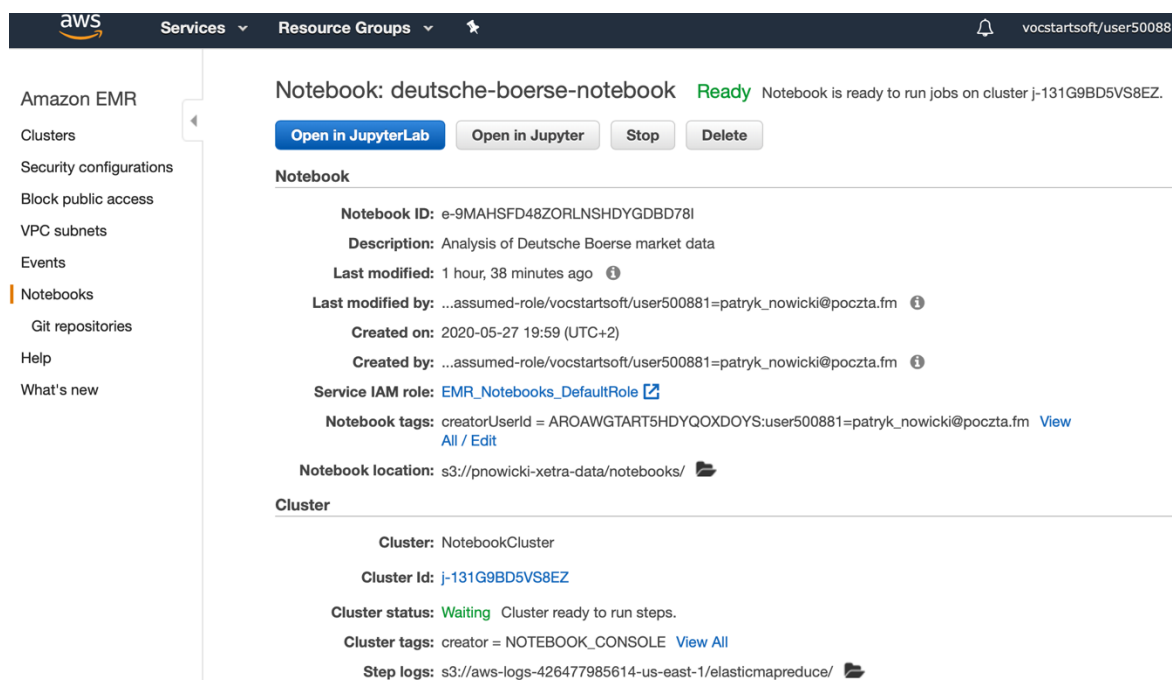 aws Services Resource Groups vocstartsoft/user50088
Amazon EMR
Clusters
Security configurations
Block public access
VPC subnets
Events
Notebooks
Git repositories
Help
What's new
Notebook: deutsche-boerse-notebook Ready Notebook is ready to run jobs on cluster j-131G9BD5VS8EZ.
Open in JupyterLab Open in Jupyter Stop Delete
Notebook
Notebook ID: e-9MAHSFD48ZORLNSHDYGDBD78I
Description: Analysis of Deutsche Boerse market data
Last modified: 1 hour, 38 minutes ago
Last modified by: ...assumed-role/vocstartsoft/user500881=patryk_nowicki@poczta.fm
Created on: 2020-05-27 19:59 (UTC+2)
Created by: ...assumed-role/vocstartsoft/user500881=patryk_nowicki@poczta.fm
Service IAM role: EMR_Notebooks_DefaultRole
Notebook tags: creatorUserId = AROAWGTART5HDYQOXDOYS:user500881=patryk_nowicki@poczta.fm View
All / Edit
Notebook location: s3://pnowicki-xetra-data/notebooks/
Cluster
Cluster: NotebookCluster
Cluster Id: j-131G9BD5VS8EZ
Cluster status: Waiting Cluster ready to run steps.
Cluster tags: creator = NOTEBOOK_CONSOLE View All
Step logs: s3://aws-logs-426477985614-us-east-1/elasticmapreduce/